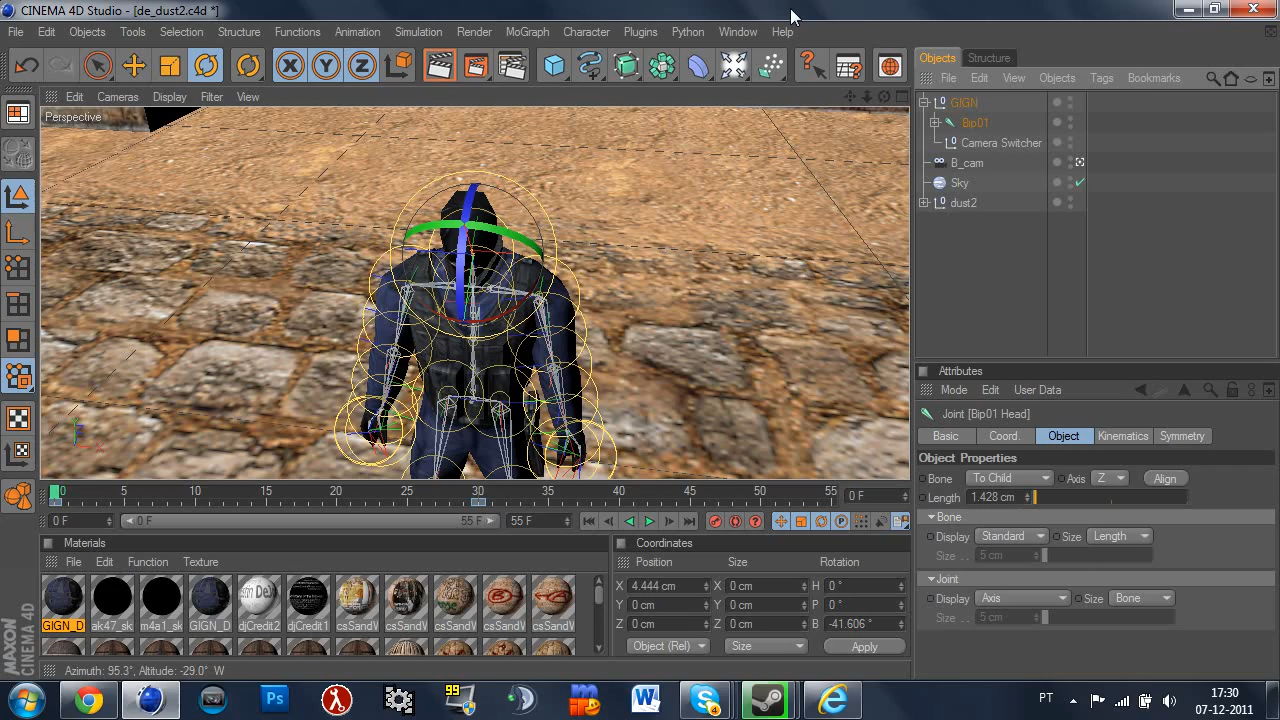 CINEMA 4D Studio - [de_dust2.c4d *]
File Edit Objects Tools Selection Structure Functions Animation Simulation Render MoGraph Character Plugins Python Window Help
Objects Structure
File Edit View Objects Tags Bookmarks
Edit Cameras Display Filter View
Perspective
GIGN
Bip01
Camera Switcher
B_cam
Sky
dust2
Attributes
Mode Edit User Data
Joint [Bip01 Head]
Basic Coord. Object Kinematics Symmetry
Object Properties
Bone To Child Axis Z Align
Length 1.428 cm
Bone
Display Standard Size Length
Size .. 5 cm
Joint
Display Axis Size Bone
Size .. 5 cm
0 5 10 15 20 25 30 35 40 45 50 55 0 F
0 F 0 F 55 F 55 F
Materials
File Edit Function Texture
GIGN_D ak47_sk m4a1_sk GIGN_D djCredit2 djCredit1 csSandV csSandV csSandV csSandV csSandV
Coordinates
Position Size Rotation
X 4.444 cm X 0 cm H 0 °
Y 0 cm Y 0 cm P 0 °
Z 0 cm Z 0 cm B -41.606 °
Object (Rel) Size Apply
MAXON
CINEMA 4D
Azimuth: 95.3°, Altitude: -29.0° W
99
Ps
W
4
PT
17:30
07-12-2011